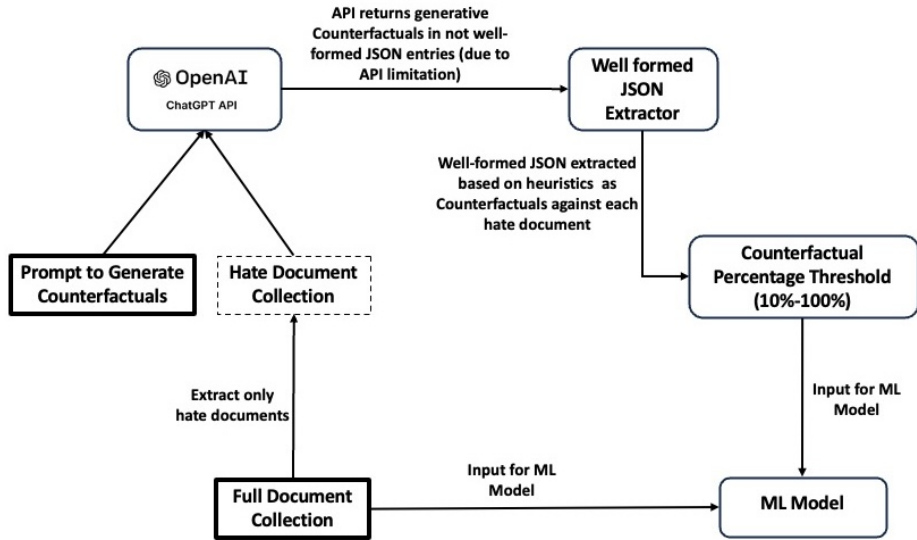 API returns generative
Counterfactuals in not well-
formed JSON entries (due to
API limitation)
OpenAI
ChatGPT API
Well formed
JSON
Extractor
Well-formed JSON extracted
based on heuristics as
Counterfactuals against each
hate document
Prompt to Generate
Counterfactuals
Hate Document
Collection
Counterfactual
Percentage Threshold
(10%-100%)
Extract only
hate documents
Input for ML
Model
Input for ML
Model
Full Document
Collection
ML Model